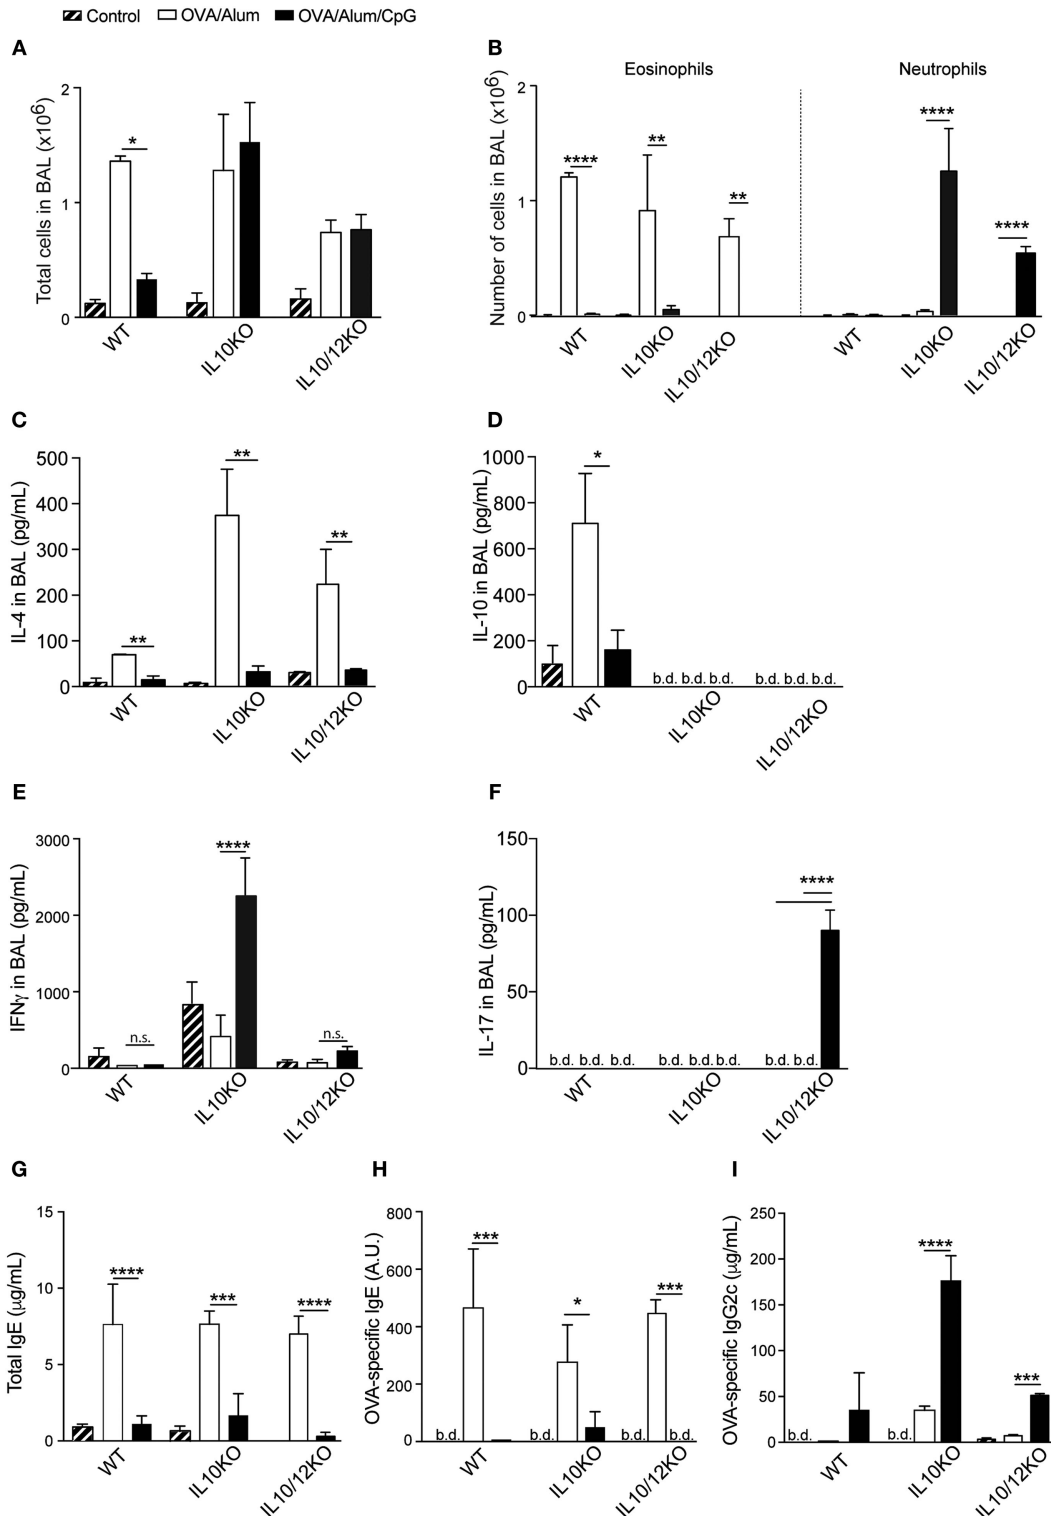 Control OVA/Alum OVA/Alum/CpG
A
Total cells in BAL (x10⁶)
2
1
0
*
WT
IL10KO
IL10/12KO
B
Number of cells in BAL (x10⁶)
Eosinophils Neutrophils
2
1
0
**** ** ** **** ****
WT
IL10KO
IL10/12KO
WT
IL10KO
IL10/12KO
C
IL-4 in BAL (pg/mL)
500
400
300
200
100
0
** ** **
WT
IL10KO
IL10/12KO
D
IL-10 in BAL (pg/mL)
1000
800
600
400
200
0
*
b.d. b.d. b.d. b.d. b.d. b.d.
WT
IL10KO
IL10/12KO
E
IFNγ in BAL (pg/mL)
3000
2000
1000
0
n.s. **** n.s.
WT
IL10KO
IL10/12KO
F
IL-17 in BAL (pg/mL)
150
100
50
0
****
b.d. b.d. b.d. b.d. b.d. b.d. b.d. b.d.
WT
IL10KO
IL10/12KO
G
Total IgE (μg/mL)
15
10
5
0
**** *** ****
WT
IL10KO
IL10/12KO
H
OVA-specific IgE (A.U.)
800
600
400
200
0
*** * ***
b.d. b.d. b.d. b.d.
WT
IL10KO
IL10/12KO
I
OVA-specific IgG2c (μg/mL)
250
200
150
100
50
0
**** ***
b.d. b.d.
WT
IL10KO
IL10/12KO